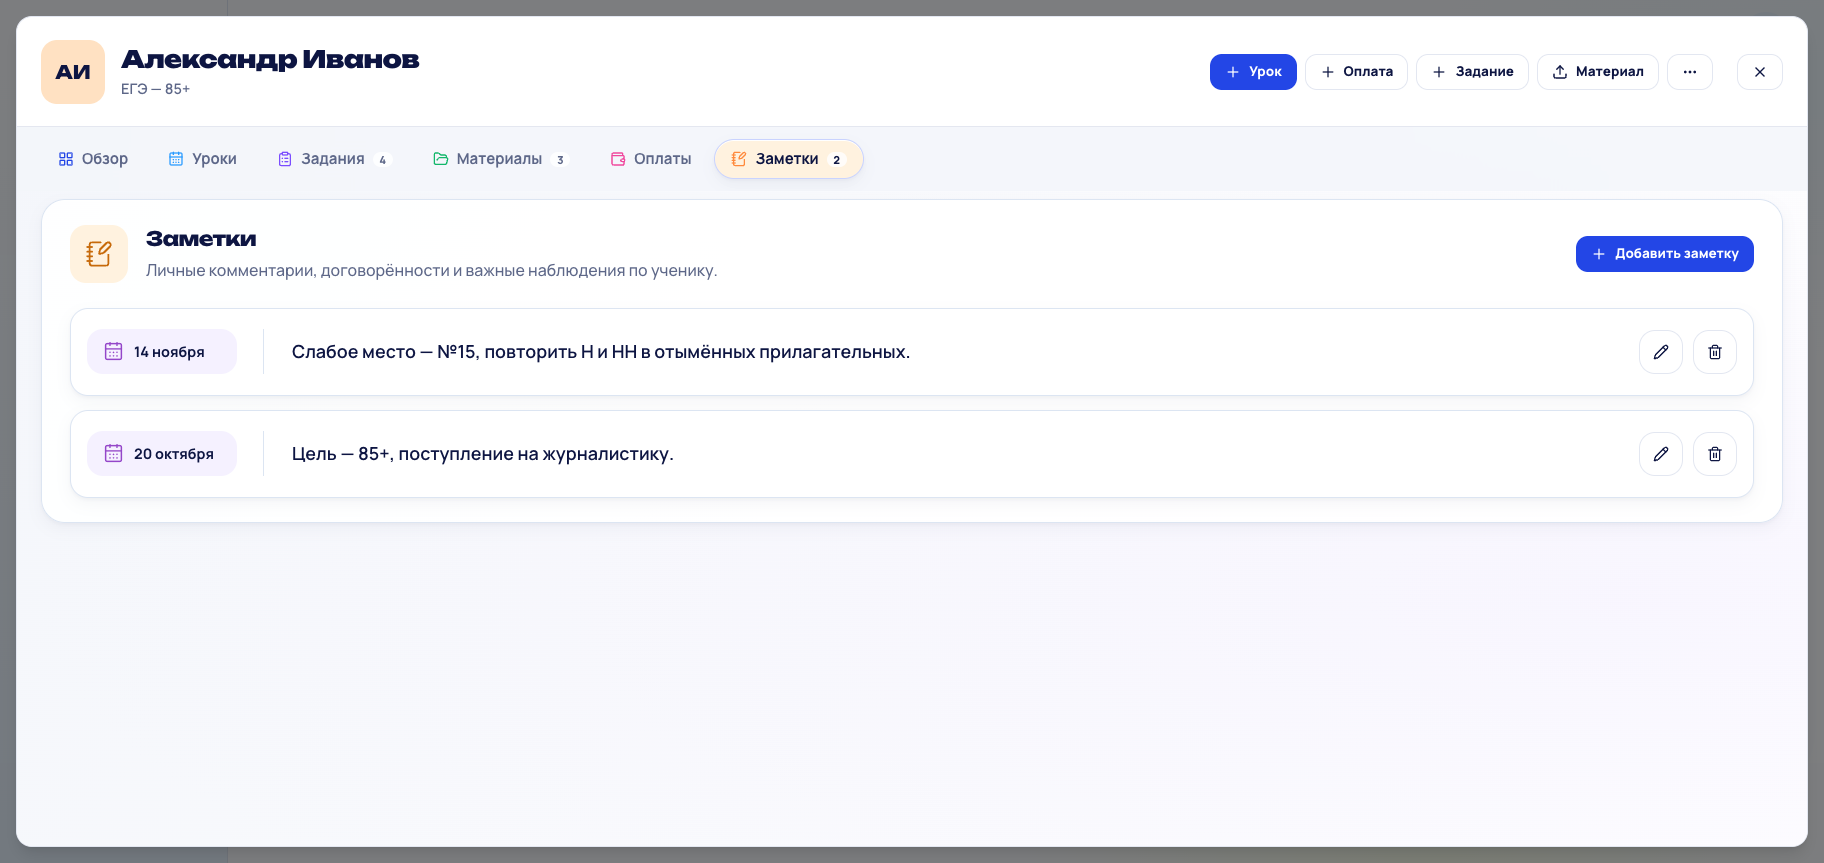 АИ
Александр Иванов
ЕГЭ — 85+
Урок
Оплата
Задание
Материал
Обзор
Уроки
Задания 4
Материалы 3
Оплаты
Заметки 2
Заметки
Личные комментарии, договорённости и важные наблюдения по ученику.
Добавить заметку
14 ноября
Слабое место — №15, повторить Н и НН в отымённых прилагательных.
20 октября
Цель — 85+, поступление на журналистику.